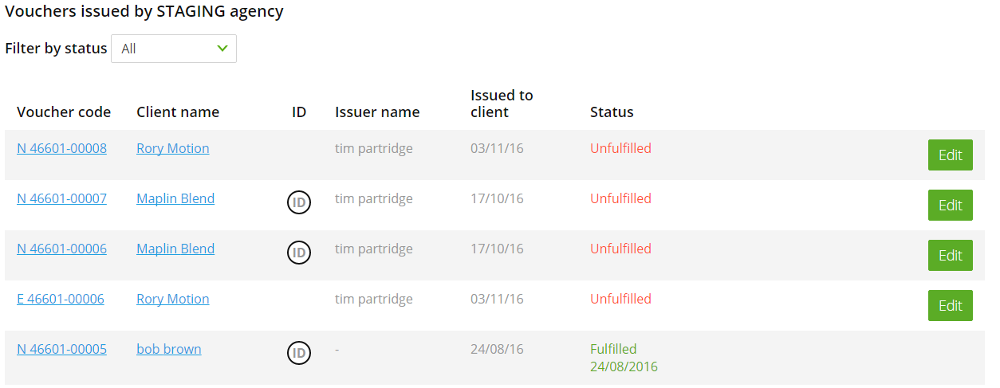 Vouchers issued by STAGING agency
Filter by status All
Voucher code Client name ID Issuer name Issued to client Status
N 46601-00008 Rory Motion tim partridge 03/11/16 Unfulfilled Edit
N 46601-00007 Maplin Blend ID tim partridge 17/10/16 Unfulfilled Edit
N 46601-00006 Maplin Blend ID tim partridge 17/10/16 Unfulfilled Edit
E 46601-00006 Rory Motion tim partridge 03/11/16 Unfulfilled Edit
N 46601-00005 bob brown ID - 24/08/16 Fulfilled
24/08/2016